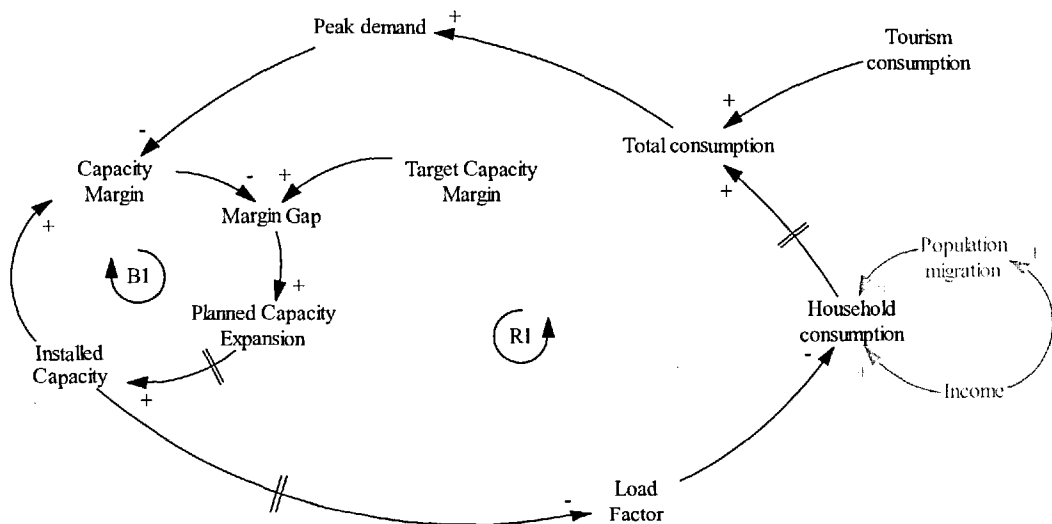 Peak demand
+
Tourism
consumption
+
-
Total consumption
+
Capacity
Margin
-
+
Target Capacity
Margin
+
Margin Gap
B1
+
Planned Capacity
Expansion
R1
Population
migration
+
+
Household
consumption
-
+
Income
Installed
Capacity
+
-
Load
Factor